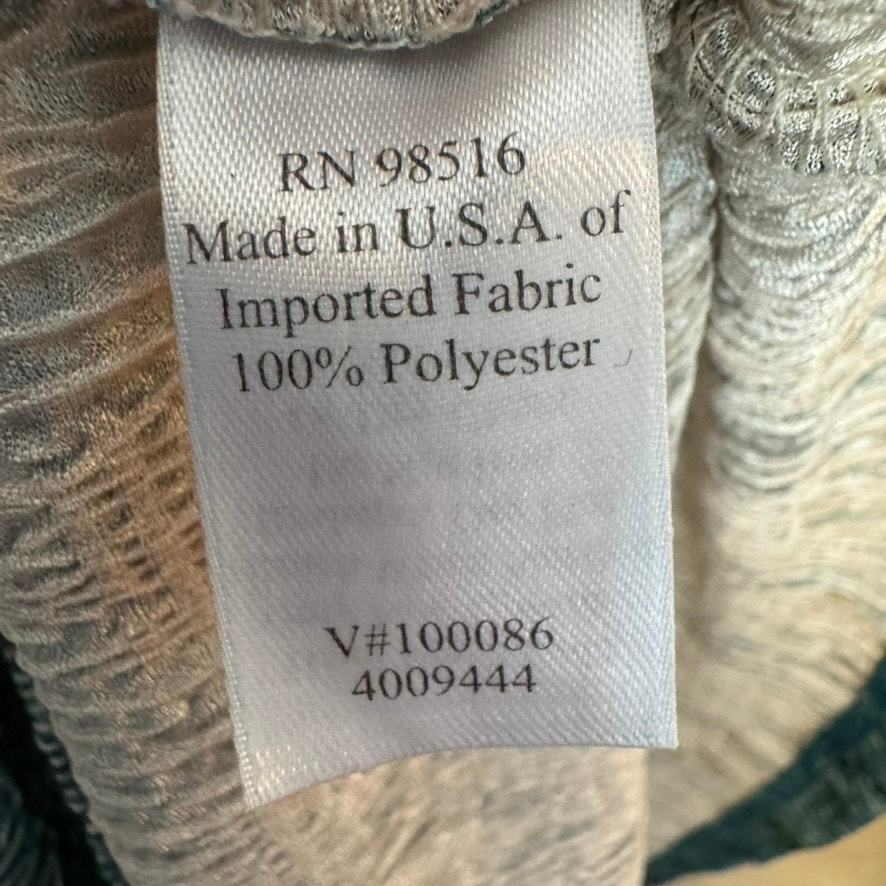 RN 98516
Made in U.S.A. of
Imported Fabric
100% Polyester
V#100086
4009444